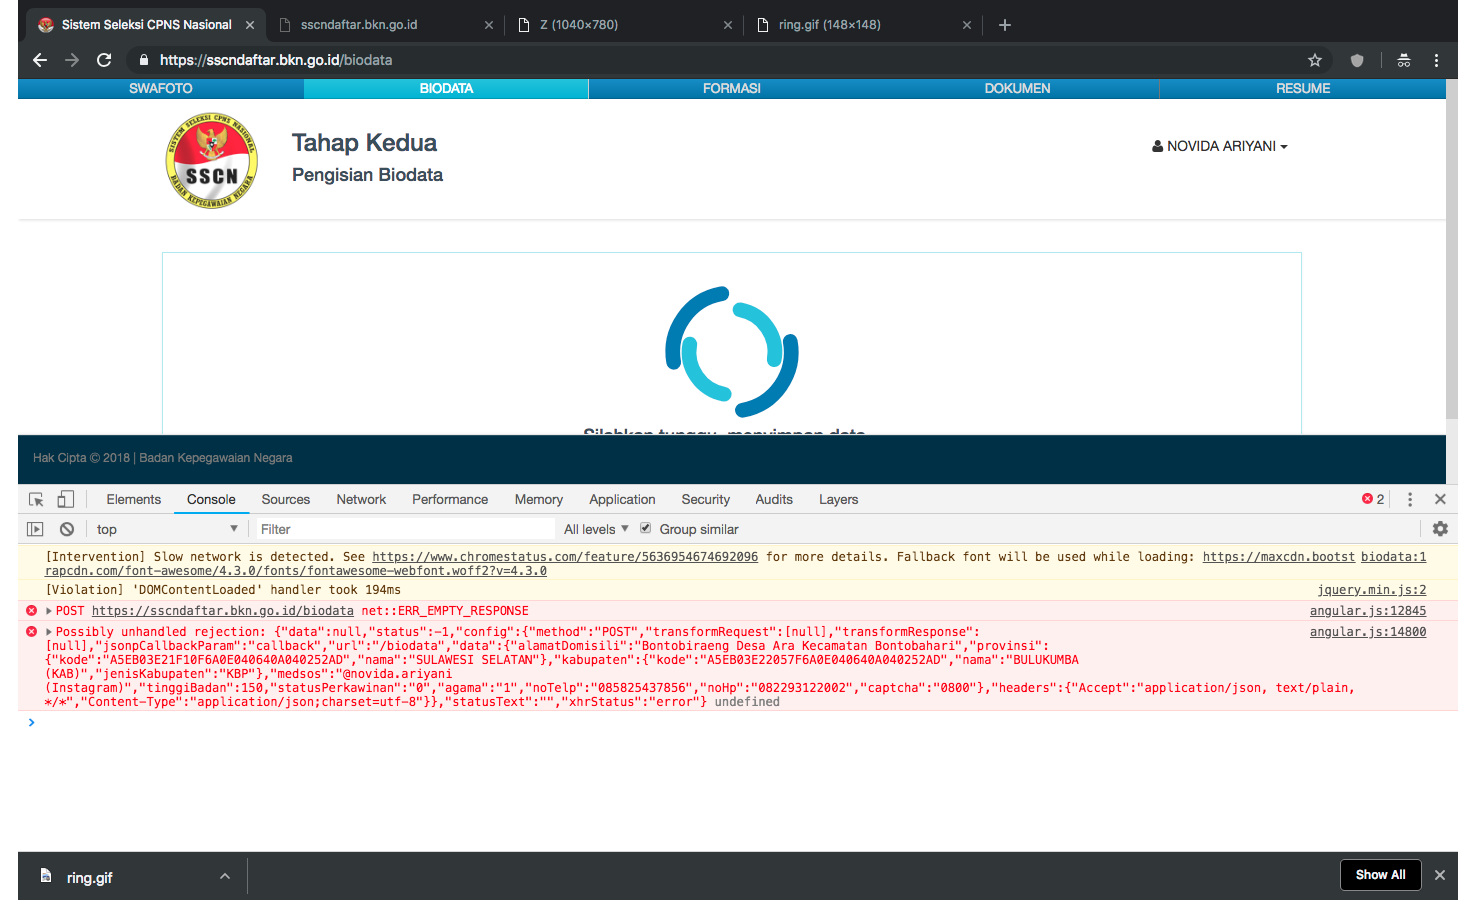 Sistem Seleksi CPNS Nasional
sscndaftar.bkn.go.id
Z (1040×780)
ring.gif (148×148)
https://sscndaftar.bkn.go.id/biodata
SWAFOTO
BIODATA
FORMASI
DOKUMEN
RESUME
SISTEM SELEKSI CPNS NASIONAL
SSCN
BADAN KEPEGAWAIAN NEGARA
Tahap Kedua
Pengisian Biodata
NOVIDA ARIYANI
Silahkan tunggu, menyimpan data
Hak Cipta © 2018 | Badan Kepegawaian Negara
Elements Console Sources Network Performance Memory Application Security Audits Layers 2
top Filter All levels Group similar
[Intervention] Slow network is detected. See https://www.chromestatus.com/feature/5636954674692096 for more details. Fallback font will be used while loading: https://maxcdn.bootst biodata:1
rapcdn.com/font-awesome/4.3.0/fonts/fontawesome-webfont.woff2?v=4.3.0
[Violation] 'DOMContentLoaded' handler took 194ms jquery.min.js:2
POST https://sscndaftar.bkn.go.id/biodata net::ERR_EMPTY_RESPONSE angular.js:12845
Possibly unhandled rejection: {"data":null,"status":-1,"config":{"method":"POST","transformRequest":[null],"transformResponse": angular.js:14800
[null],"jsonpCallbackParam":"callback","url":"/biodata","data":{"alamatDomisili":"Bontobiraeng Desa Ara Kecamatan Bontobahari","provinsi":
{"kode":"A5EB03E21F10F6A0E040640A040252AD","nama":"SULAWESI SELATAN"},"kabupaten":{"kode":"A5EB03E22057F6A0E040640A040252AD","nama":"BULUKUMBA
(KAB)","jenisKabupaten":"KBP"},"medsos":"@novida.ariyani
(Instagram)","tinggiBadan":150,"statusPerkawinan":"0","agama":"1","noTelp":"085825437856","noHp":"082293122002","captcha":"0800"},"headers":{"Accept":"application/json, text/plain,
*/*","Content-Type":"application/json;charset=utf-8"}},"statusText":"","xhrStatus":"error"} undefined
ring.gif
Show All